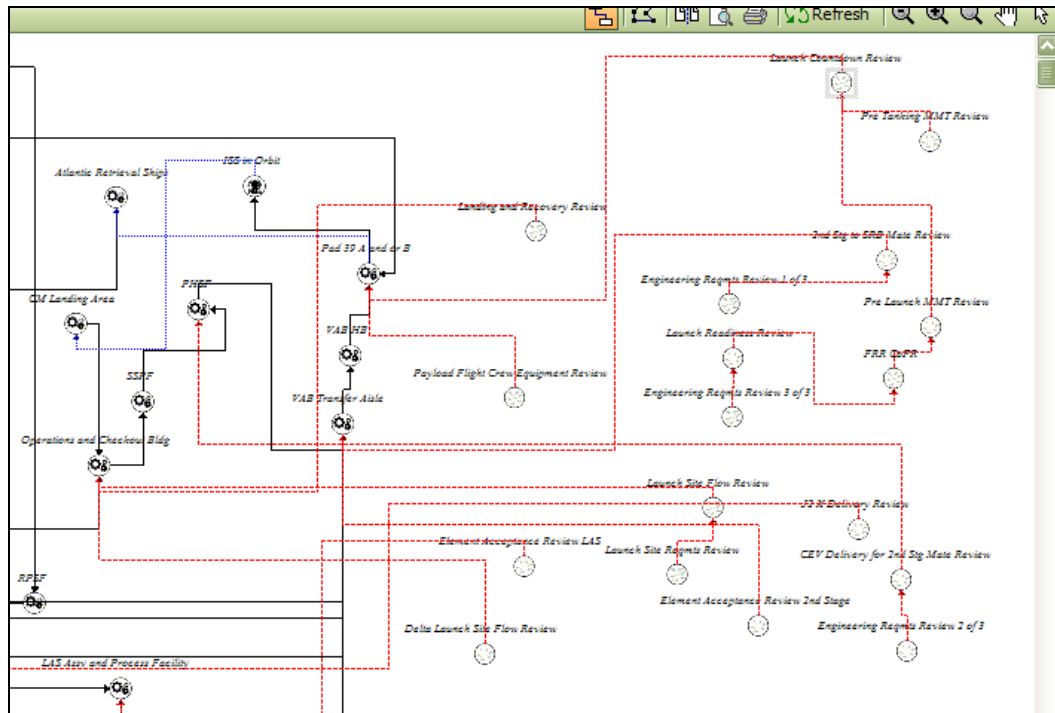 Refresh
Launch Countdown Review
Pre Tanking MMT Review
ISS in Orbit
Atlantic Retrieval Ships
Landing and Recovery Review
2nd Stg to SRB Mate Review
Pad 39 A and or B
Engineering Reqmts Review 1 of 3
PHSF
CM Landing Area
Pre Launch MMT Review
VAB HB
Launch Readiness Review
FRR CoFR
Payload Flight Crew Equipment Review
SSPF
Engineering Reqmts Review 3 of 3
VAB Transfer Aisle
Operations and Checkout Bldg
Launch Site Flow Review
J2 X Delivery Review
Element Acceptance Review LAS
Launch Site Reqmts Review
CEV Delivery for 2nd Stg Mate Review
RPSF
Element Acceptance Review 2nd Stage
Delta Launch Site Flow Review
Engineering Reqmts Review 2 of 3
LAS Assy and Process Facility